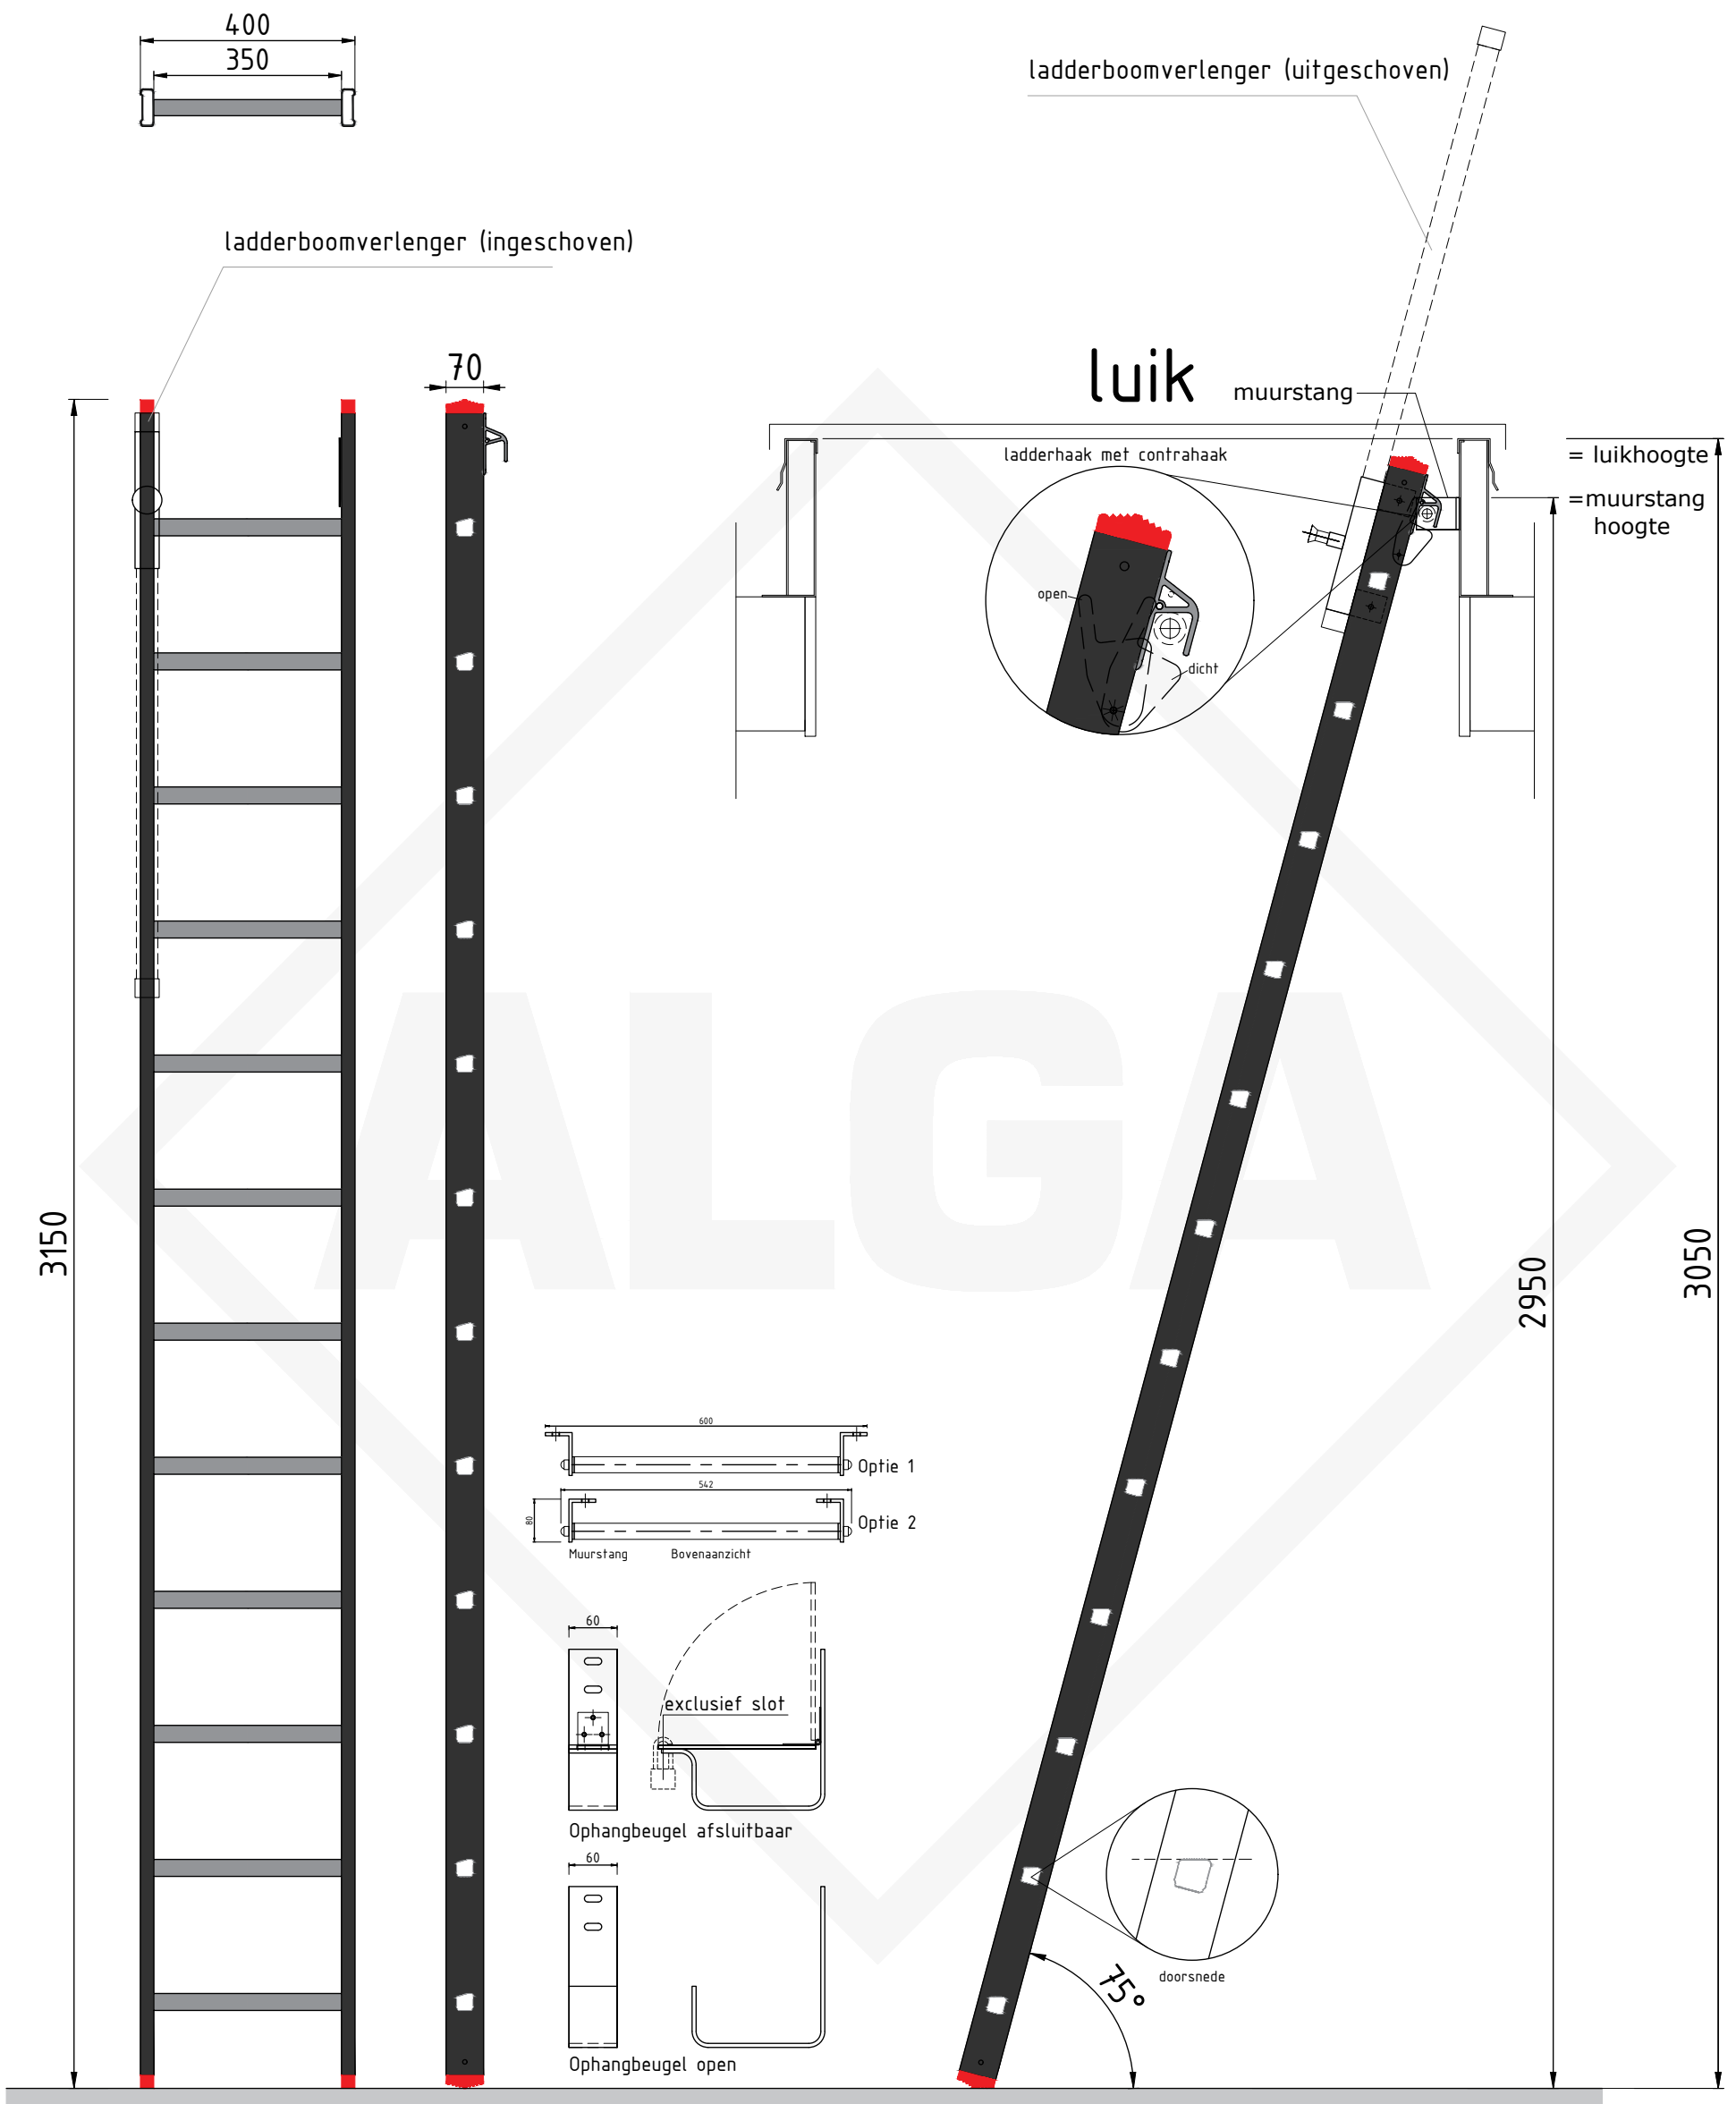 400
350
ladderboomverlenger (uitgeschoven)
ladderboomverlenger (ingeschoven)
70
luik
muurstang
ladderhaak met contrahaak
= luikhoogte
=muurstang
hoogte
open
dicht
ALGA
3150
2950
3050
600
Optie 1
542
80
Optie 2
Muurstang
Bovenaanzicht
60
exclusief slot
Ophangbeugel afsluitbaar
60
Ophangbeugel open
75°
doorsnede